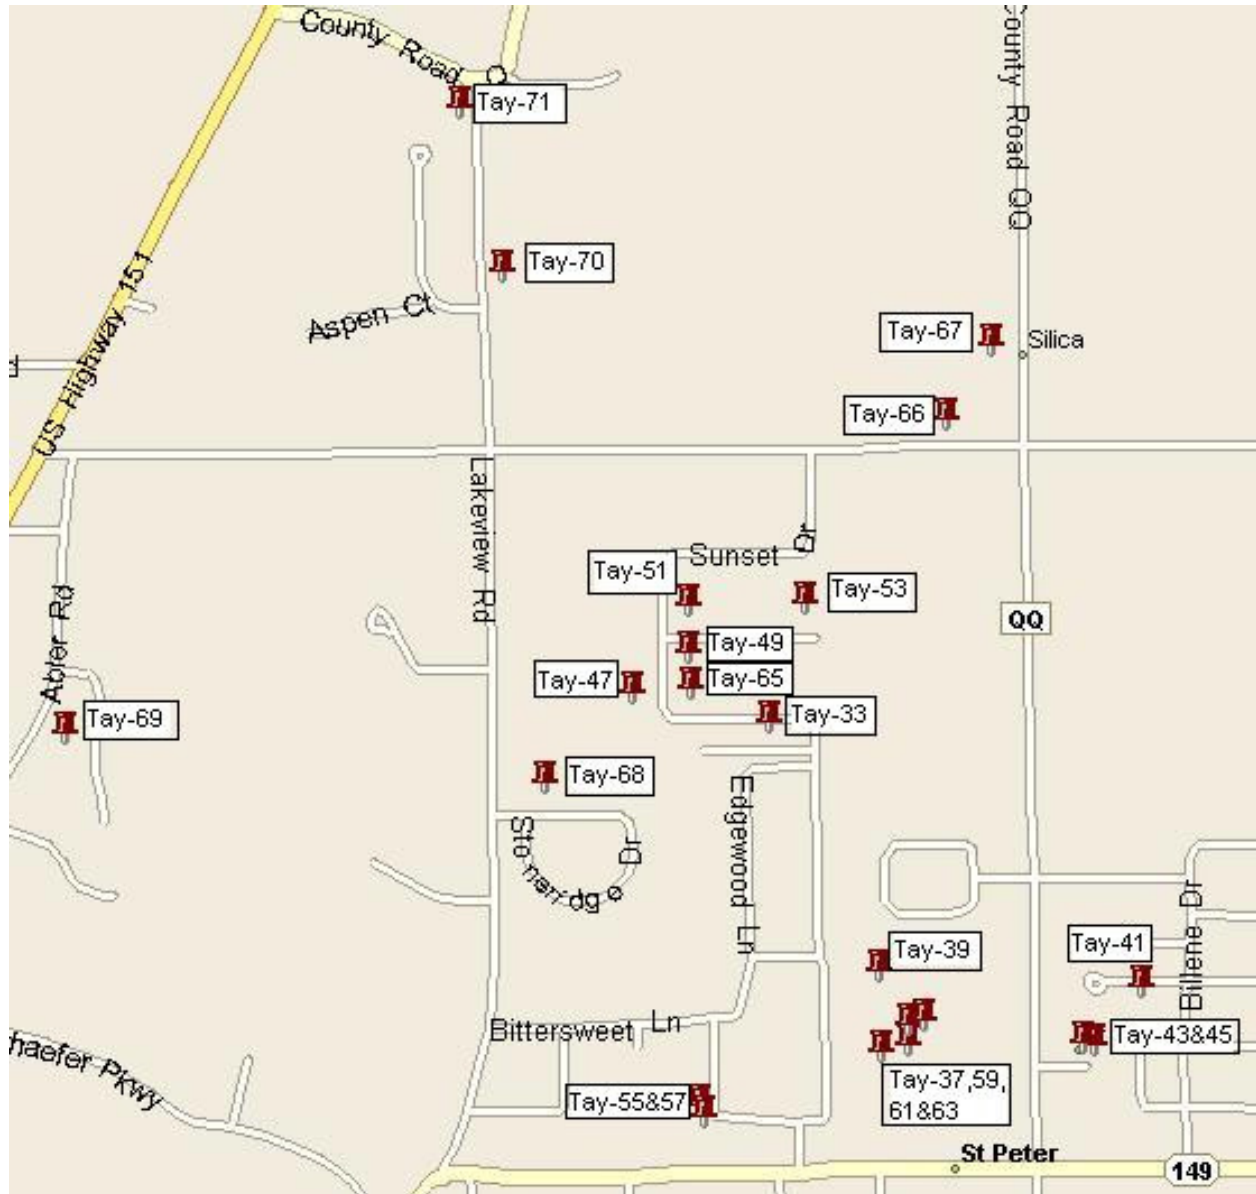 County Road
Q
Tay-71
County Road QQ
US Highway 151
Tay-70
Aspen Ct
Tay-67
Silica
Tay-66
Lakeview Rd
Sunset Dr
Tay-51
Tay-53
QQ
Abler Rd
Tay-49
Tay-47
Tay-65
Tay-69
Tay-33
Tay-68
Edgewood Ln
Stoneridge Dr
Billene Dr
Tay-39
Tay-41
Bittersweet Ln
Tay-43&45
haefer Pkwy
Tay-37,59,
61&63
Tay-55&57
St Peter
149